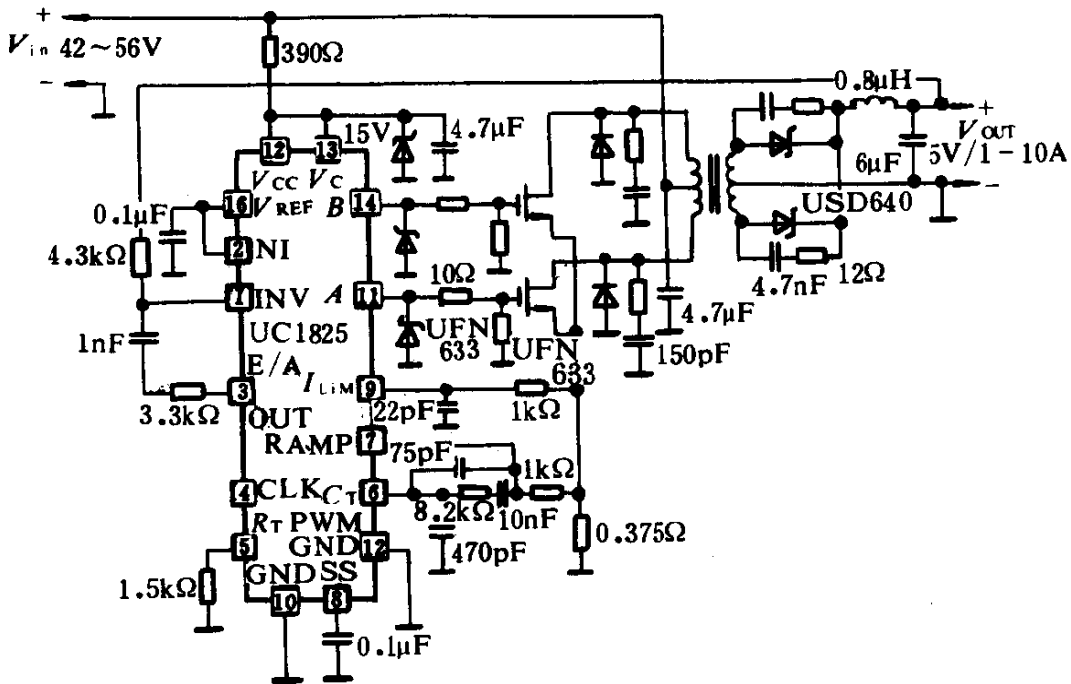 +
Vin 42~56V
-
390Ω
15V
4.7μF
0.8μH
+
VOUT
5V/1-10A
-
6μF
USD640
12
13
VCC VC
16
VREF
B
14
0.1μF
4.3kΩ
2
NI
10Ω
12Ω
4.7nF
1
INV
A
11
UC1825
UFN
633
UFN
633
4.7μF
150pF
1nF
E/A
ILIM
9
3
3.3kΩ
OUT
22pF
1kΩ
RAMP
7
75pF
1kΩ
4
CLK
CT
6
8.2kΩ
10nF
RT PWM
5
GND
12
470pF
0.375Ω
1.5kΩ
GND SS
10
8
0.1μF